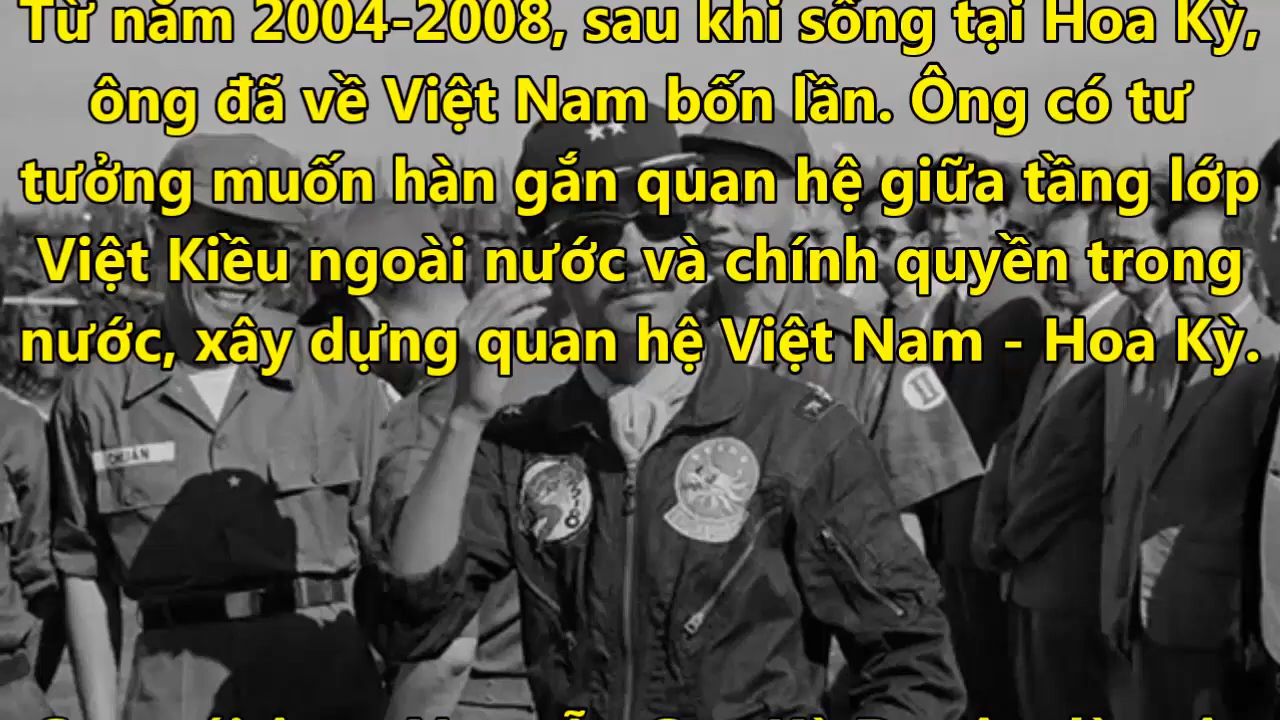 Từ năm 2004-2008, sau khi sống tại Hoa Kỳ,
ông đã về Việt Nam bốn lần. Ông có tư
tưởng muốn hàn gắn quan hệ giữa tầng lớp
Việt Kiều ngoài nước và chính quyền trong
nước, xây dựng quan hệ Việt Nam - Hoa Kỳ.